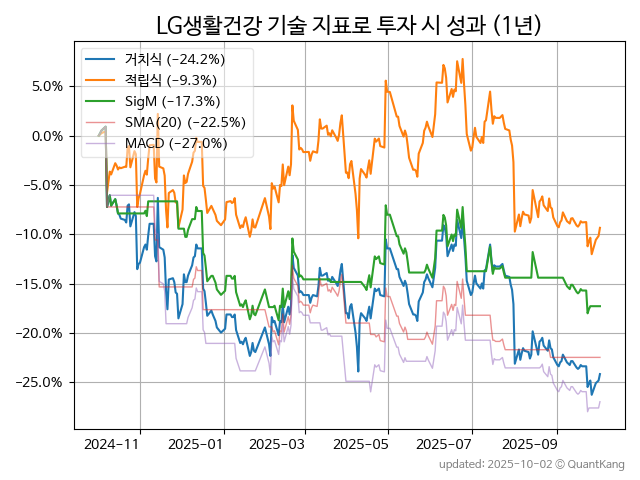 LG생활건강 기술 지표로 투자 시 성과 (1년)
거치식 (−24.2%)
적립식 (−9.3%)
SigM (−17.3%)
SMA(20) (−22.5%)
MACD (−27.0%)
5.0%
0.0%
−5.0%
−10.0%
−15.0%
−20.0%
−25.0%
2024-11
2025-01
2025-03
2025-05
2025-07
2025-09
updated: 2025-10-02 © QuantKang